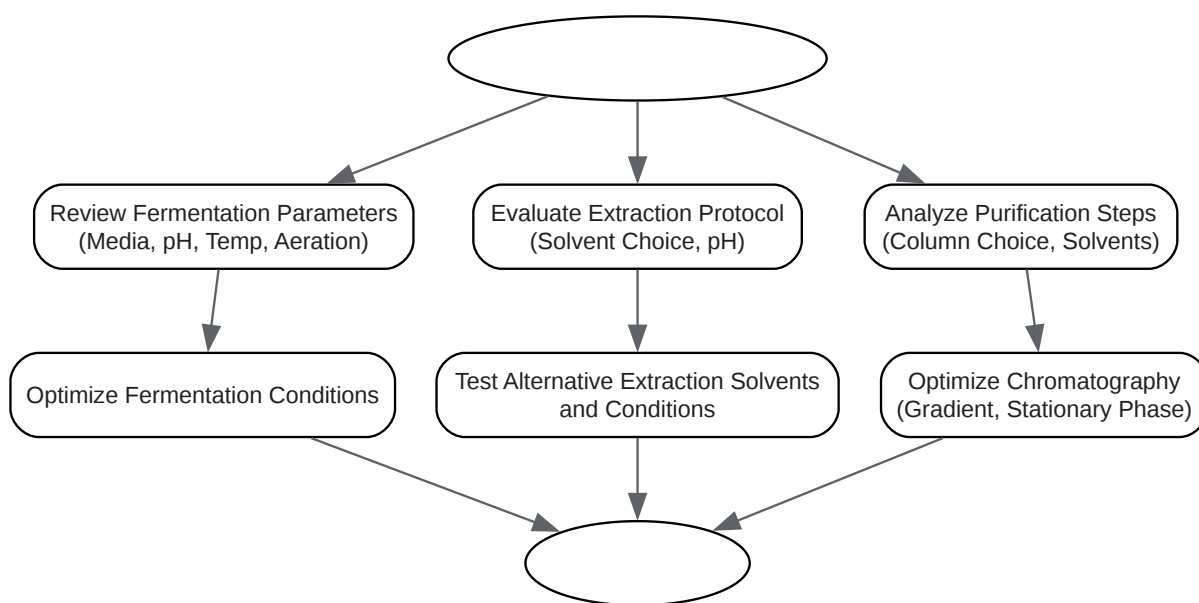 Review Fermentation Parameters
(Media, pH, Temp, Aeration)
Evaluate Extraction Protocol
(Solvent Choice, pH)
Analyze Purification Steps
(Column Choice, Solvents)
Optimize Fermentation Conditions
Test Alternative Extraction Solvents
and Conditions
Optimize Chromatography
(Gradient, Stationary Phase)